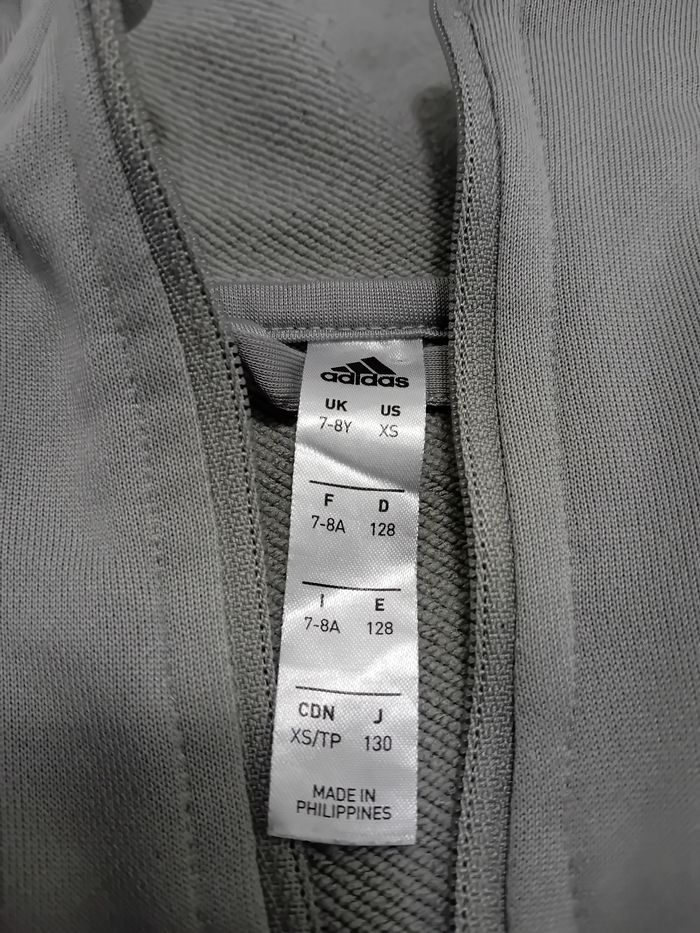 adidas
UK US
7-8Y XS
F D
7-8A 128
I E
7-8A 128
CDN J
XS/TP 130
MADE IN
PHILIPPINES